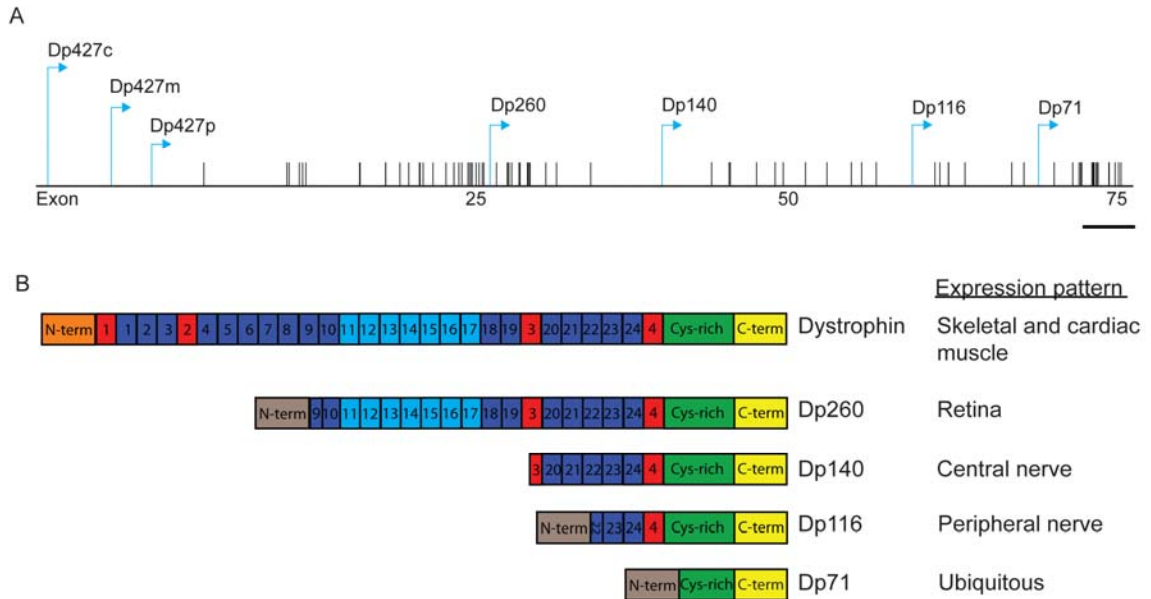 A
Dp427c
Dp427m
Dp427p
Dp260
Dp140
Dp116
Dp71
Exon 25 50 75
B
Expression pattern
N-term 1 1 2 3 2 4 5 6 7 8 9 10 11 12 13 14 15 16 17 18 19 3 20 21 22 23 24 4 Cys-rich C-term Dystrophin Skeletal and cardiac
muscle
N-term 9 10 11 12 13 14 15 16 17 18 19 3 20 21 22 23 24 4 Cys-rich C-term Dp260 Retina
3 20 21 22 23 24 4 Cys-rich C-term Dp140 Central nerve
N-term 22 23 24 4 Cys-rich C-term Dp116 Peripheral nerve
N-term Cys-rich C-term Dp71 Ubiquitous